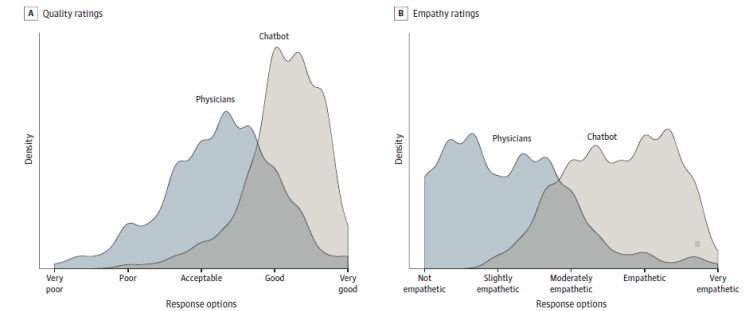 A Quality ratings
Chatbot
Physicians
Density
Very poor
Poor
Acceptable
Good
Very good
Response options
B Empathy ratings
Physicians
Chatbot
Density
Not empathetic
Slightly empathetic
Moderately empathetic
Empathetic
Very empathetic
Response options